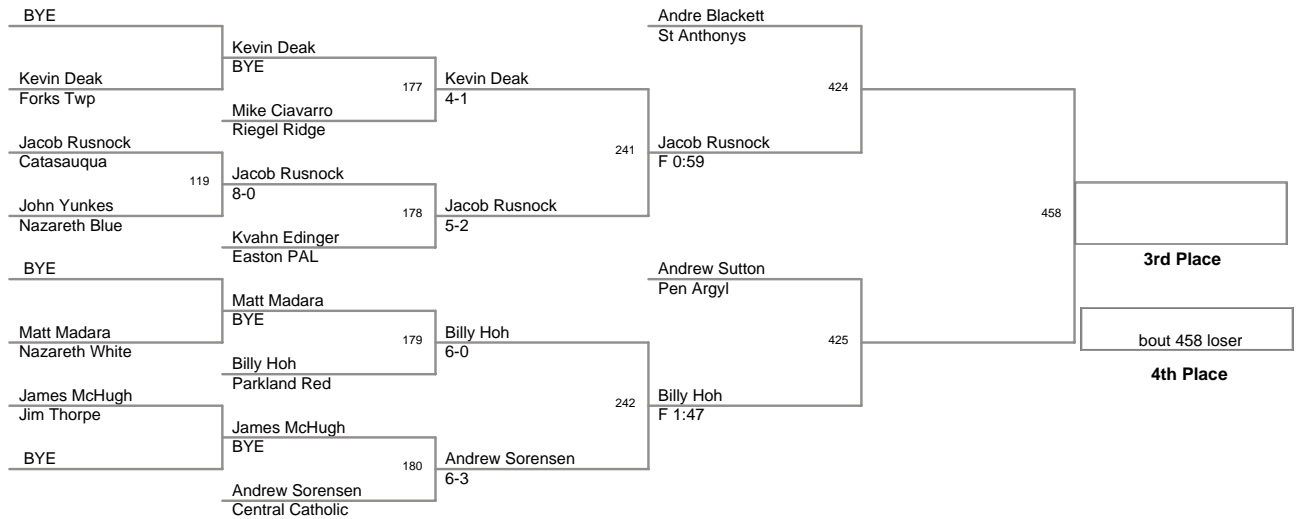 BYE
Kevin Deak
Forks Twp
Jacob Rusnock
Catasauqua
119
John Yunkes
Nazareth Blue
BYE
Matt Madara
Nazareth White
James McHugh
Jim Thorpe
BYE
Kevin Deak
BYE
177
Mike Ciavarro
Riegel Ridge
Jacob Rusnock
8-0
178
Kvahn Edinger
Easton PAL
Matt Madara
BYE
179
Billy Hoh
Parkland Red
James McHugh
BYE
180
Andrew Sorensen
Central Catholic
Kevin Deak
4-1
241
Jacob Rusnock
5-2
Billy Hoh
6-0
242
Andrew Sorensen
6-3
Andre Blackett
St Anthonys
424
Jacob Rusnock
F 0:59
Andrew Sutton
Pen Argyl
425
Billy Hoh
F 1:47
458
3rd Place
bout 458 loser
4th Place